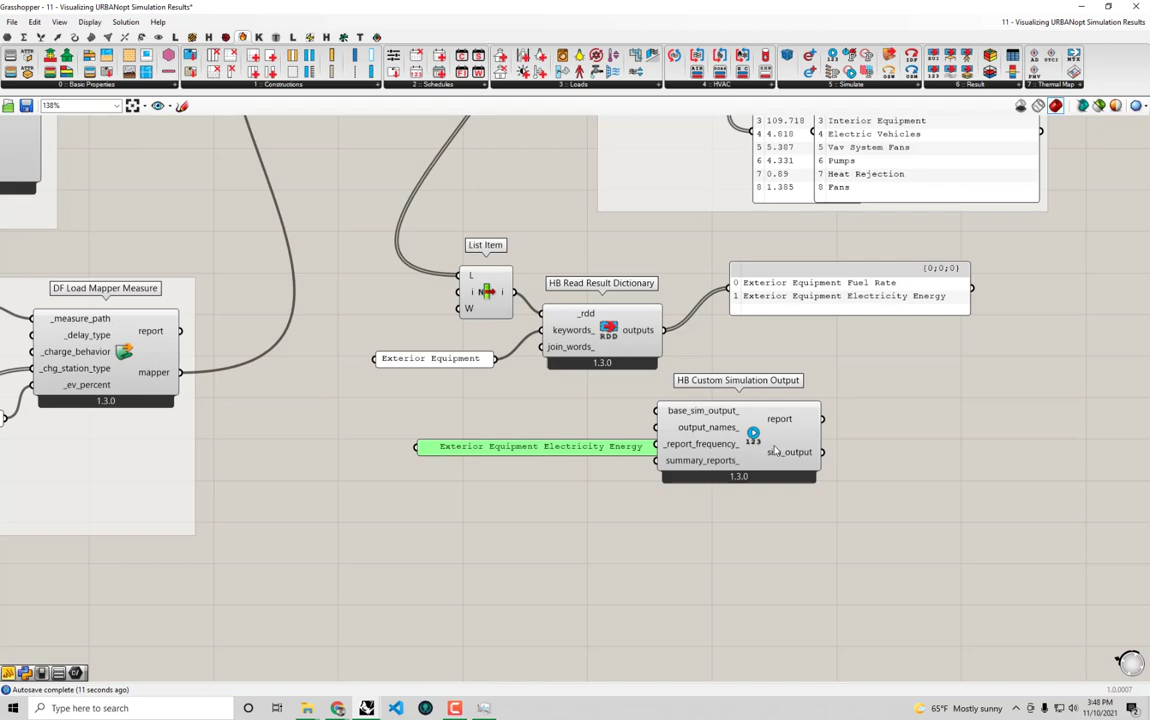 Grasshopper - 11 - Visualizing URBANopt Simulation Results*
File Edit View Display Solution Help
11 - Visualizing URBANopt Simulation Results
0 :: Basic Properties
1 :: Constructions
2 :: Schedules
3 :: Loads
4 :: HVAC
5 :: Simulate
6 :: Result
7 :: Thermal Map
138%
3 109.718
4 4.818
5 5.387
6 4.331
7 0.89
8 1.385
3 Interior Equipment
4 Electric Vehicles
5 Vav System Fans
6 Pumps
7 Heat Rejection
8 Fans
List Item
L
i
W
i
HB Read Result Dictionary
_rdd
keywords_
join_words_
outputs
RDD
1.3.0
{0;0;0}
0 Exterior Equipment Fuel Rate
1 Exterior Equipment Electricity Energy
DF Load Mapper Measure
_measure_path
_delay_type
_charge_behavior
_chg_station_type
_ev_percent
report
mapper
1.3.0
Exterior Equipment
HB Custom Simulation Output
base_sim_output_
output_names_
_report_frequency_
summary_reports_
report
123
1.3.0
Exterior Equipment Electricity Energy
Autosave complete (11 seconds ago)
1.0.0007
Type here to search
65°F Mostly sunny
3:48 PM
11/10/2021